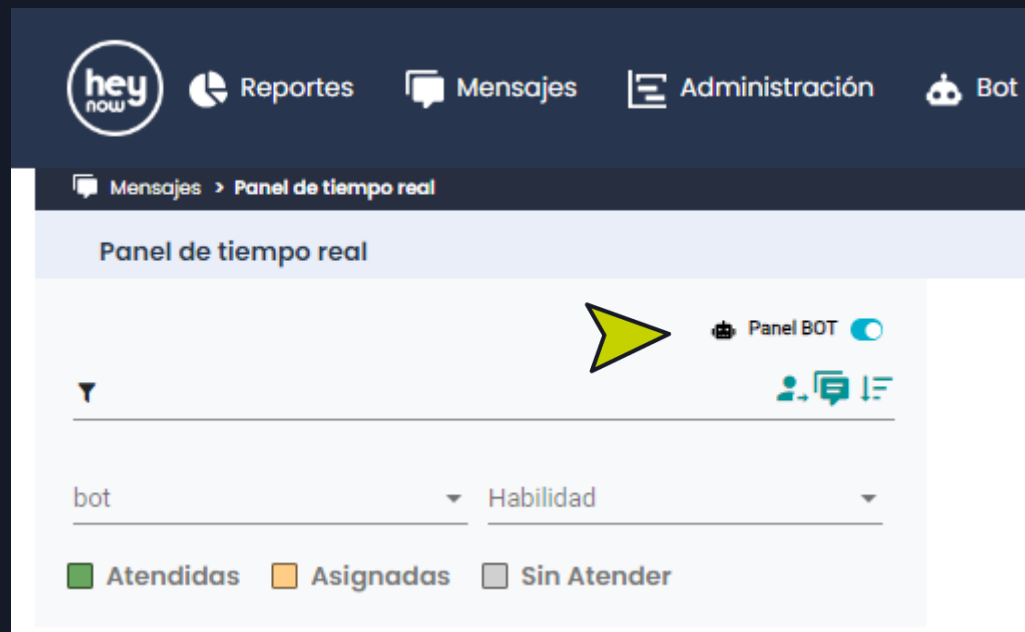 hey
now
Reportes
Mensajes
Administración
Bot
Mensajes > Panel de tiempo real
Panel de tiempo real
Panel BOT
bot
Habilidad
Atendidas
Asignadas
Sin Atender